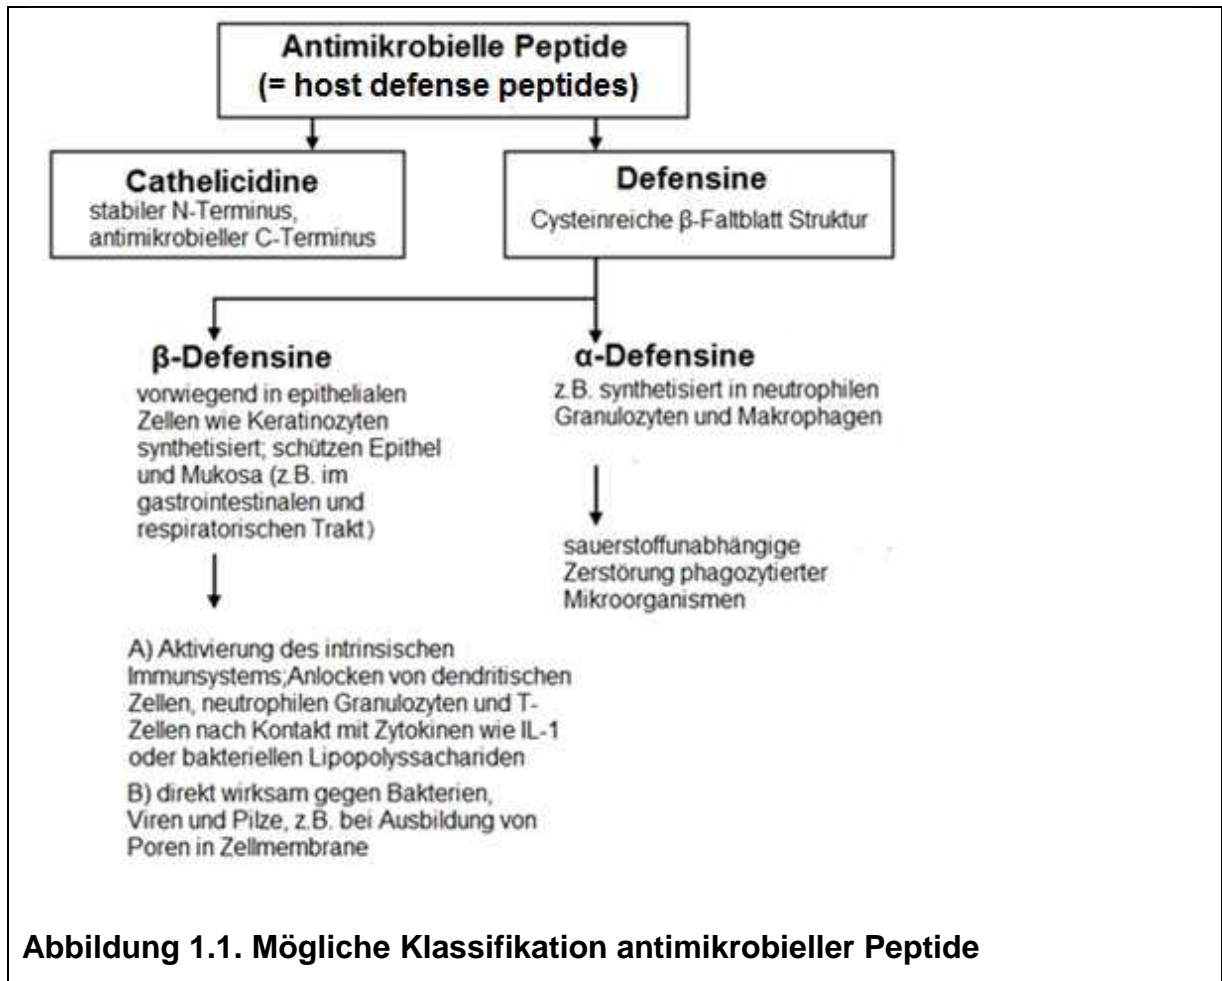 Antimikrobielle Peptide
(= host defense peptides)
Cathelicidine
stabiler N-Terminus,
antimikrobieller C-Terminus
Defensine
Cysteinreiche β-Faltblatt Struktur
β-Defensine
vorwiegend in epithelialen
Zellen wie Keratinozyten
synthetisiert; schützen Epithel
und Mukosa (z.B. im
gastrointestinalen und
respiratorischen Trakt)
α-Defensine
z.B. synthetisiert in neutrophilen
Granulozyten und Makrophagen
sauerstoffunabhängige
Zerstörung phagozytierter
Mikroorganismen
A) Aktivierung des intrinsischen
Immunsystems;Anlocken von dendritischen
Zellen, neutrophilen Granulozyten und T-
Zellen nach Kontakt mit Zytokinen wie IL-1
oder bakteriellen Lipopolyssachariden
B) direkt wirksam gegen Bakterien,
Viren und Pilze, z.B. bei Ausbildung von
Poren in Zellmembrane
Abbildung 1.1. Mögliche Klassifikation antimikrobieller Peptide